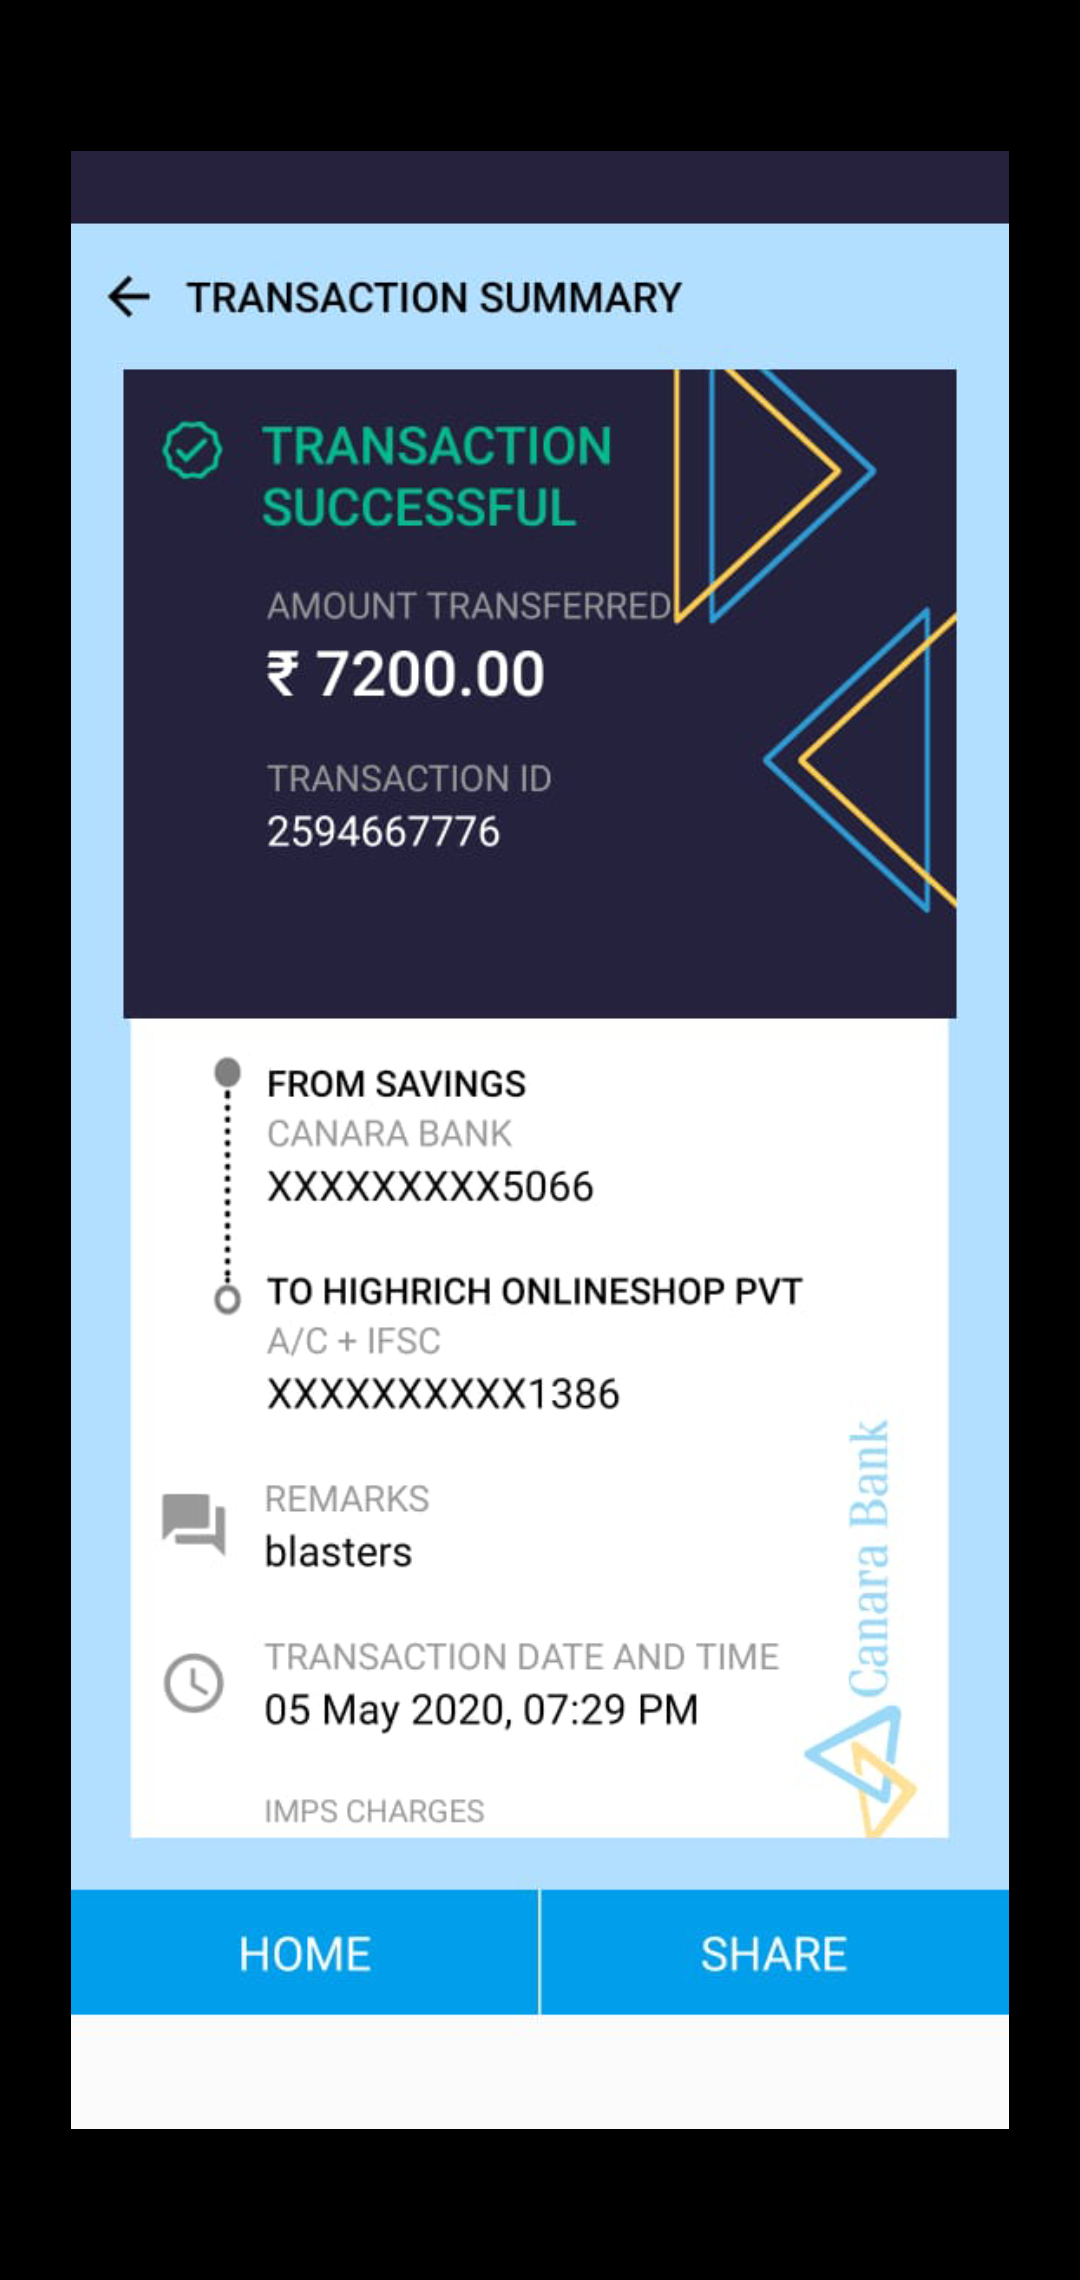 TRANSACTION SUMMARY
TRANSACTION
SUCCESSFUL
AMOUNT TRANSFERRED
₹ 7200.00
TRANSACTION ID
2594667776
FROM SAVINGS
CANARA BANK
XXXXXXXXX5066
TO HIGHRICH ONLINESHOP PVT
A/C + IFSC
XXXXXXXXXX1386
REMARKS
blasters
TRANSACTION DATE AND TIME
05 May 2020, 07:29 PM
IMPS CHARGES
Canara Bank
HOME
SHARE